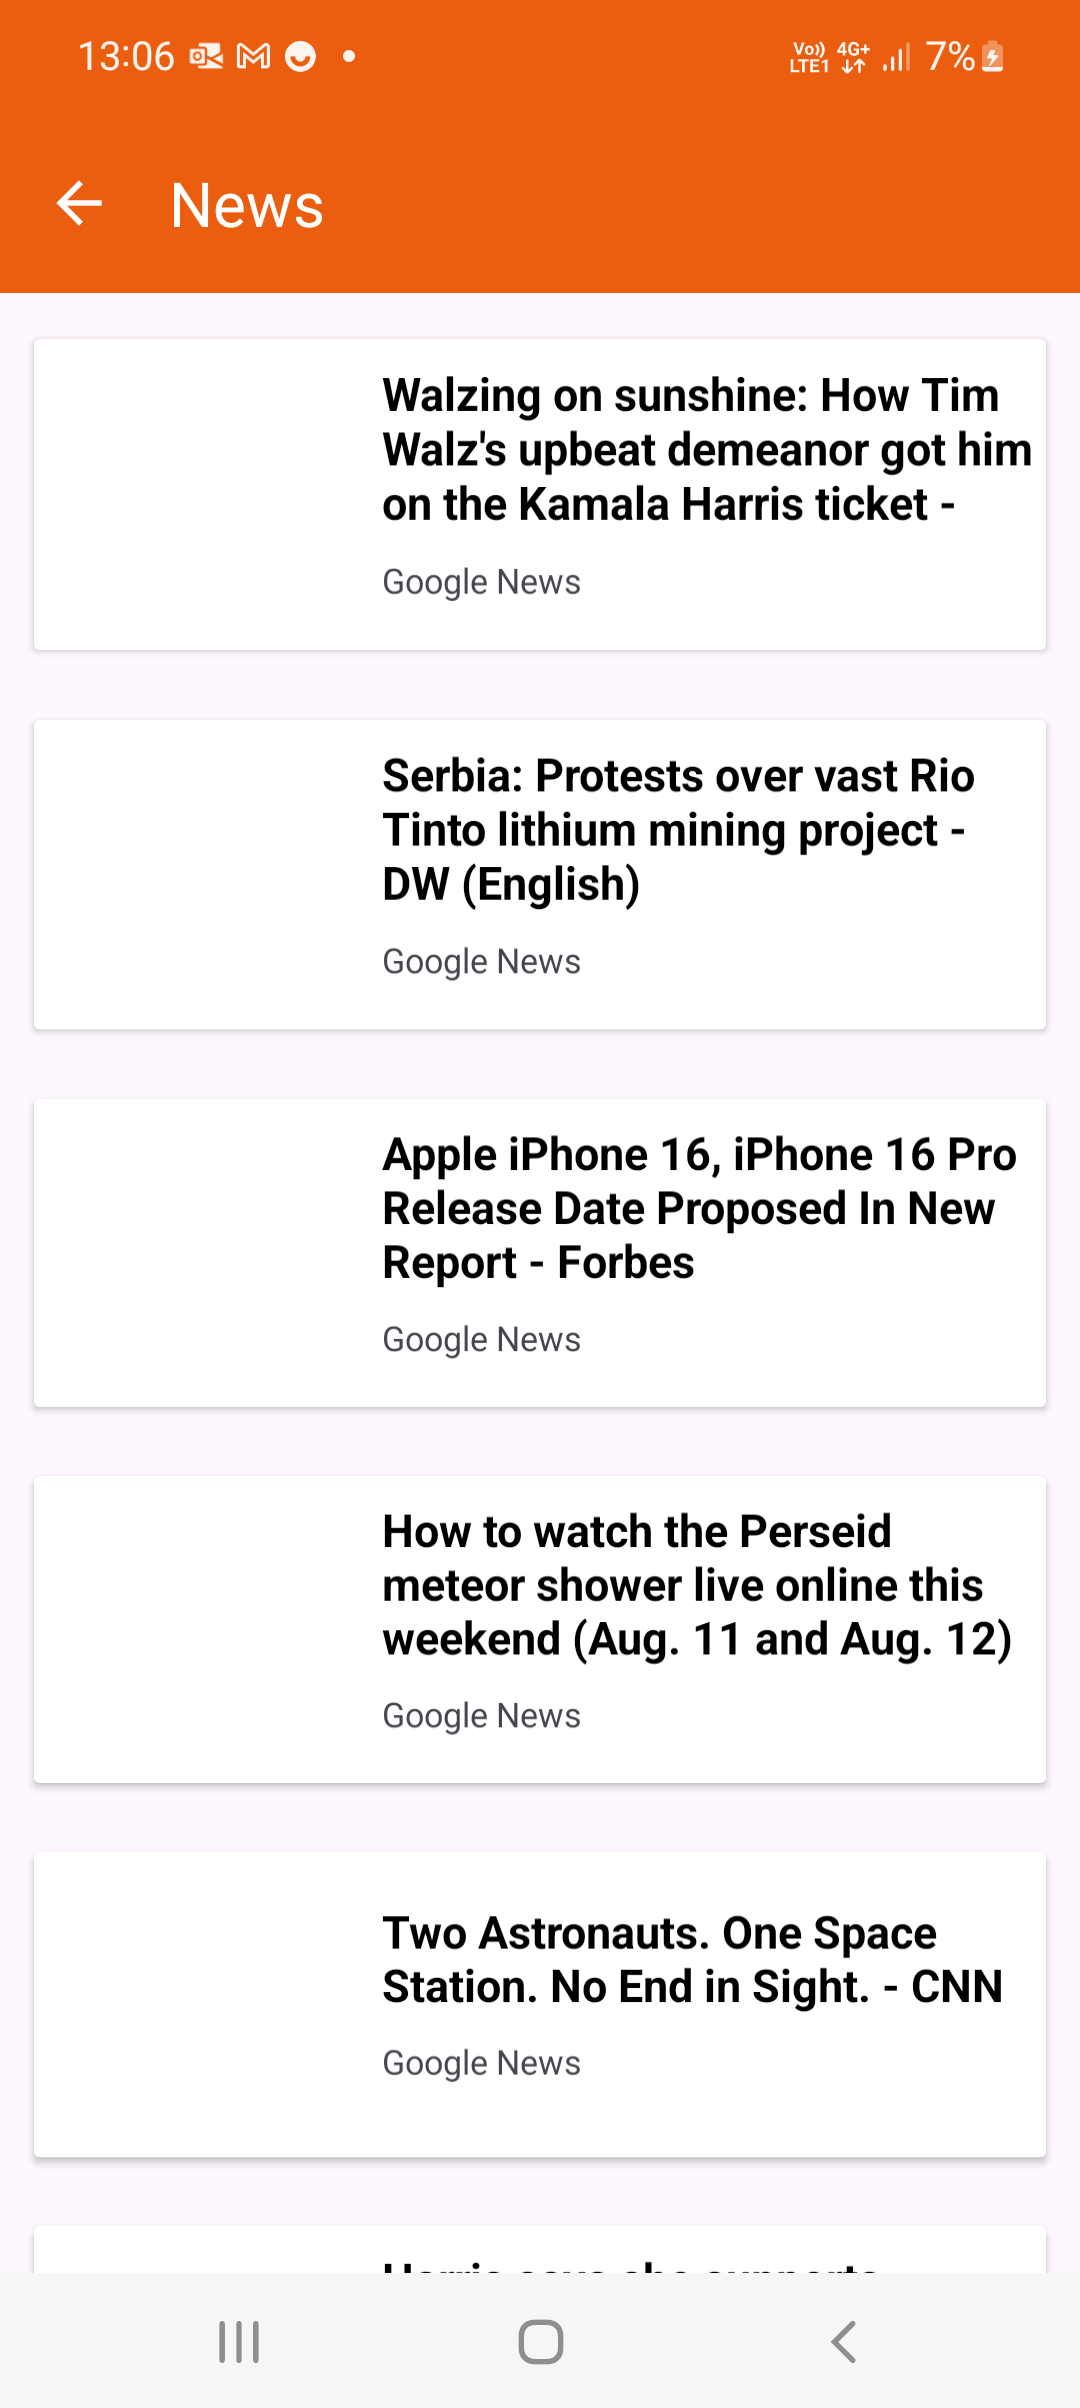 13:06
Vo)) 4G+
LTE1
7%
News
Walzing on sunshine: How Tim
Walz's upbeat demeanor got him
on the Kamala Harris ticket -
Google News
Serbia: Protests over vast Rio
Tinto lithium mining project -
DW (English)
Google News
Apple iPhone 16, iPhone 16 Pro
Release Date Proposed In New
Report - Forbes
Google News
How to watch the Perseid
meteor shower live online this
weekend (Aug. 11 and Aug. 12)
Google News
Two Astronauts. One Space
Station. No End in Sight. - CNN
Google News
Harris says she supports